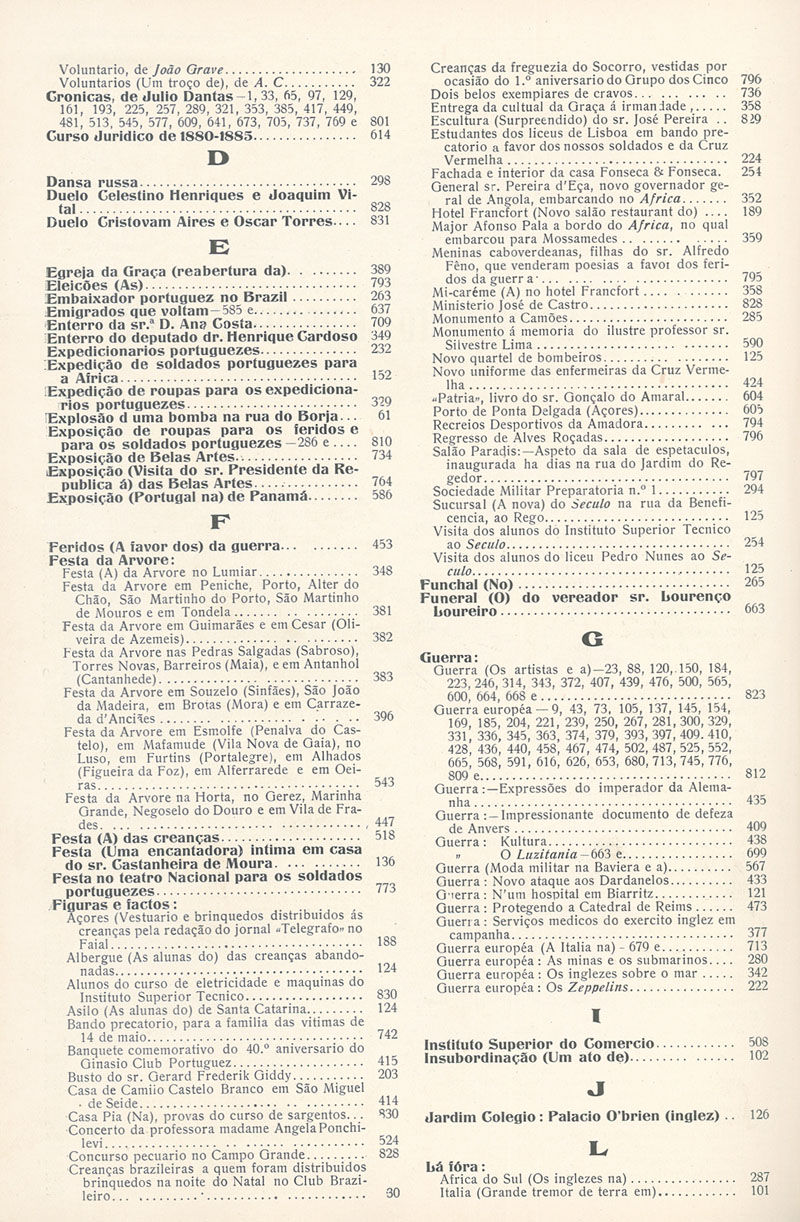 Voluntario, de João Grave................... 130
Voluntarios (Um troço de), de A. C........... 322
Cronicas, de Julio Dantas—1, 33, 65, 97, 129,
161, 193, 225, 257, 289, 321, 353, 385, 417, 449,
481, 513, 545, 577, 609, 641, 673, 705, 737, 769 e 801
Curso Juridico de 1880-1885............... 614
D
Dansa russa................................ 298
Duelo Celestino Henriques e Joaquim Vi-
tal......................................... 828
Duelo Cristovam Aires e Oscar Torres.... 831
E
Egreja da Graça (reabertura da). . ........ 389
Eleicões (As)............................... 793
Embaixador portuguez no Brazil .......... 263
Emigrados que voltam—585 e............... 637
Enterro da sr.ª D. Ana Costa............... 709
Enterro do deputado dr. Henrique Cardoso 349
Expedicionarios portuguezes.............. 232
Expedição de soldados portuguezes para
a Africa................................... 152
Expedição de roupas para os expediciona-
rios portuguezes......................... 329
Explosão d uma bomba na rua do Borja... 61
Exposição de roupas para os feridos e
para os soldados portuguezes —286 e .... 810
Exposição de Belas Artes.................. 734
Exposição (Visita do sr. Presidente da Re-
publica á) das Belas Artes............... 764
Exposição (Portugal na) de Panamá........ 586
F
Feridos (A favor dos) da guerra... ........ 453
Festa da Arvore:
Festa (A) da Arvore no Lumiar............... 348
Festa da Arvore em Peniche, Porto, Alter do
Chão, São Martinho do Porto, São Martinho
de Mouros e em Tondela .................. 381
Festa da Arvore em Guimarães e em Cesar (Oli-
veira de Azemeis)......................... 382
Festa da Arvore nas Pedras Salgadas (Sabroso),
Torres Novas, Barreiros (Maia), e em Antanhol
(Cantanhede). ............................ 383
Festa da Arvore em Souzelo (Sinfães), São João
da Madeira, em Brotas (Mora) e em Carraze-
da d'Anciães ............................. 396
Festa da Arvore em Esmolfe (Penalva do Cas-
telo), em Mafamude (Vila Nova de Gaia), no
Luso, em Furtins (Portalegre), em Alhados
(Figueira da Foz), em Alferrarede e em Oei-
ras........................................ 543
Festa da Arvore na Horta, no Gerez, Marinha
Grande, Negoselo do Douro e em Vila de Fra-
des. ...................................... 447
Festa (A) das creanças..................... 518
Festa (Uma encantadora) intima em casa
do sr. Castanheira de Moura. ............ 136
Festa no teatro Nacional para os soldados
portuguezes............................... 773
Figuras e factos:
Açores (Vestuario e brinquedos distribuidos ás
creanças pela redação do jornal «Telegrafo» no
Faial...................................... 188
Albergue (As alunas do) das creanças abando-
nadas..................................... 124
Alunos do curso de eletricidade e maquinas do
Instituto Superior Tecnico................. 830
Asilo (As alunas do) de Santa Catarina........ 124
Bando precatorio, para a familia das vitimas de
14 de maio................................ 742
Banquete comemorativo do 40.º aniversario do
Ginasio Club Portuguez.................... 415
Busto do sr. Gerard Frederik Giddy........... 203
Casa de Camilo Castelo Branco em São Miguel
de Seide................................... 414
Casa Pia (Na), provas do curso de sargentos... 830
Concerto da professora madame Angela Ponchi-
levi....................................... 524
Concurso pecuario no Campo Grande......... 828
Creanças brazileiras a quem foram distribuidos
brinquedos na noite do Natal no Club Brazi-
leiro... .................................. 30
Creanças da freguezia do Socorro, vestidas por
ocasião do 1.º aniversario do Grupo dos Cinco 796
Dois belos exemplares de cravos... .......... 736
Entrega da cultual da Graça á irmandade ,..... 358
Escultura (Surpreendido) do sr. José Pereira .. 829
Estudantes dos liceus de Lisboa em bando pre-
catorio a favor dos nossos soldados e da Cruz
Vermelha ................................ 224
Fachada e interior da casa Fonseca & Fonseca. 254
General sr. Pereira d'Eça, novo governador ge-
ral de Angola, embarcando no Africa....... 352
Hotel Francfort (Novo salão restaurant do) .... 189
Major Afonso Pala a bordo do Africa, no qual
embarcou para Mossamedes .. ............. 359
Meninas caboverdeanas, filhas do sr. Alfredo
Fêno, que venderam poesias a favor dos feri-
dos da guerra............................. 795
Mi-carême (A) no hotel Francfort ............ 358
Ministerio José de Castro.................... 828
Monumento a Camões....................... 285
Monumento á memoria do ilustre professor sr.
Silvestre Lima ............................ 590
Novo quartel de bombeiros................... 125
Novo uniforme das enfermeiras da Cruz Verme-
lha ....................................... 424
«Patria», livro do sr. Gonçalo do Amaral....... 604
Porto de Ponta Delgada (Açores)............. 605
Recreios Desportivos da Amadora............ 794
Regresso de Alves Roçadas.................. 796
Salão Paradis:—Aspeto da sala de espetaculos,
inaugurada ha dias na rua do Jardim do Re-
gedor..................................... 797
Sociedade Militar Preparatoria n.º 1........... 294
Sucursal (A nova) do Seculo na rua da Benefi-
cencia, ao Rego........................... 125
Visita dos alunos do Instituto Superior Tecnico
ao Seculo................................. 254
Visita dos alunos do liceu Pedro Nunes ao Se-
culo....................................... 125
Funchal (No) .............................. 265
Funeral (O) do vereador sr. Lourenço
Loureiro.................................. 663
G
Guerra:
Guerra (Os artistas e a)—23, 88, 120, 150, 184,
223, 246, 314, 343, 372, 407, 439, 476, 500, 565,
600, 664, 668 e........................... 823
Guerra européa — 9, 43, 73, 105, 137, 145, 154,
169, 185, 204, 221, 239, 250, 267, 281, 300, 329,
331, 336, 345, 363, 374, 379, 393, 397, 409. 410,
428, 436, 440, 458, 467, 474, 502, 487, 525, 552,
665, 568, 591, 616, 626, 653, 680, 713, 745, 776,
809 e..................................... 812
Guerra:—Expressões do imperador da Alema-
nha ...................................... 435
Guerra:—Impressionante documento de defeza
de Anvers ................................ 409
Guerra: Kultura............................ 438
" O Luzitania—663 e................ 699
Guerra (Moda militar na Baviera e a).......... 567
Guerra: Novo ataque aos Dardanelos.......... 433
Guerra: N'um hospital em Biarritz............ 121
Guerra: Protegendo a Catedral de Reims ...... 473
Guerra: Serviços medicos do exercito inglez em
campanha................................. 377
Guerra européa (A Italia na) - 679 e.......... 713
Guerra européa: As minas e os submarinos.... 280
Guerra européa: Os inglezes sobre o mar ..... 342
Guerra européa: Os Zeppelins............... 222
I
Instituto Superior do Comercio............ 508
Insubordinação (Um ato de)................ 102
J
Jardim Colegio: Palacio O'brien (inglez) .. 126
L
Lá fóra:
Africa do Sul (Os inglezes na) ............... 287
Italia (Grande tremor de terra em)............ 101